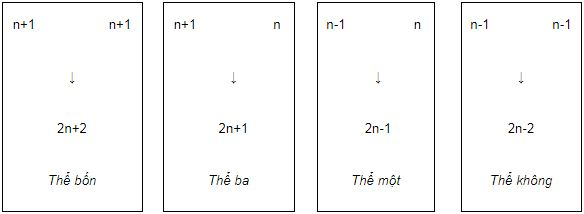 n+1 n+1 n+1 n n-1 n n-1 n-1
↓ ↓ ↓ ↓
2n+2 2n+1 2n-1 2n-2
Thể bốn Thể ba Thể một Thể không